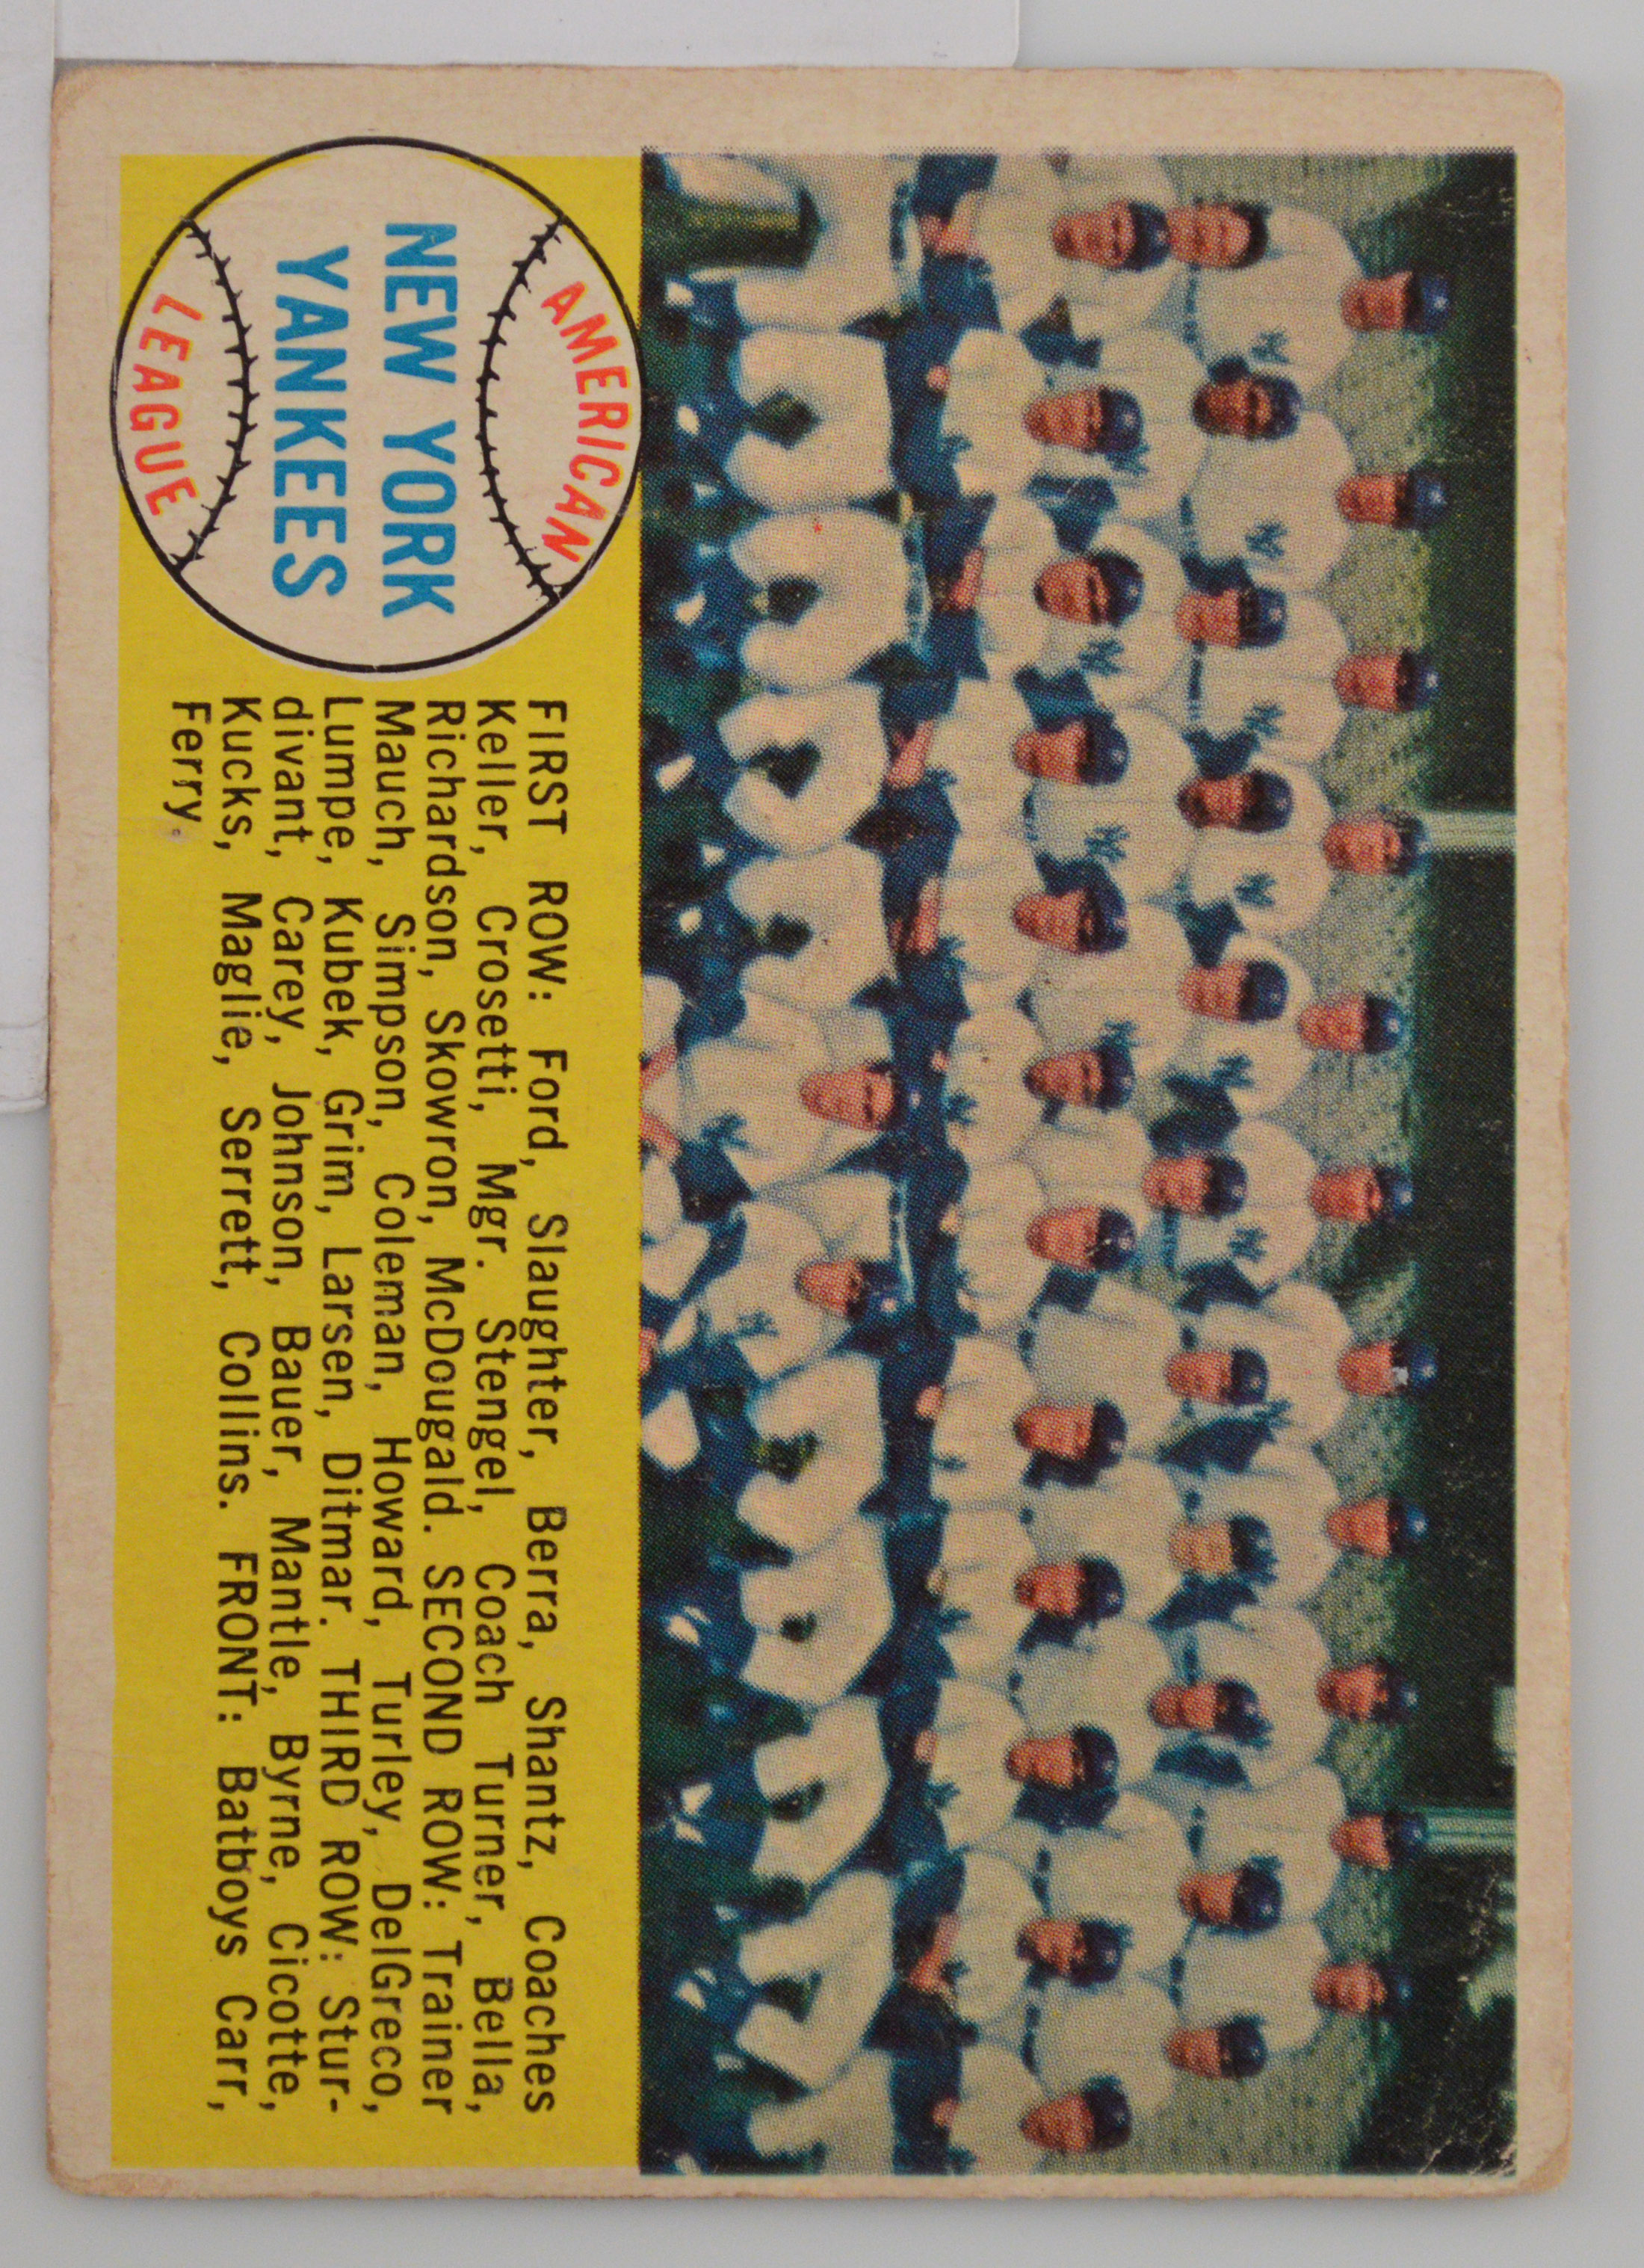 AMERICAN
NEW YORK
YANKEES
LEAGUE
FIRST ROW: Ford, Slaughter, Berra, Shantz, Coaches
Keller, Crosetti, Mgr. Stengel, Coach Turner, Bella,
Richardson, Skowron, McDougald. SECOND ROW: Trainer
Mauch, Simpson, Coleman, Howard, Turley, DelGreco,
Lumpe, Kubek, Grim, Larsen, Ditmar. THIRD ROW: Stur-
divant, Carey, Johnson, Bauer, Mantle, Byrne, Cicotte,
Kucks, Maglie, Serrett, Collins. FRONT: Batboys Carr,
Ferry.